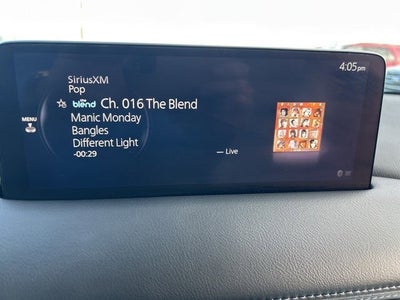 4:05pm
SiriusXM
Pop
blend Ch. 016 The Blend
Manic Monday
Bangles
Different Light
-00:29
— Live
MENU